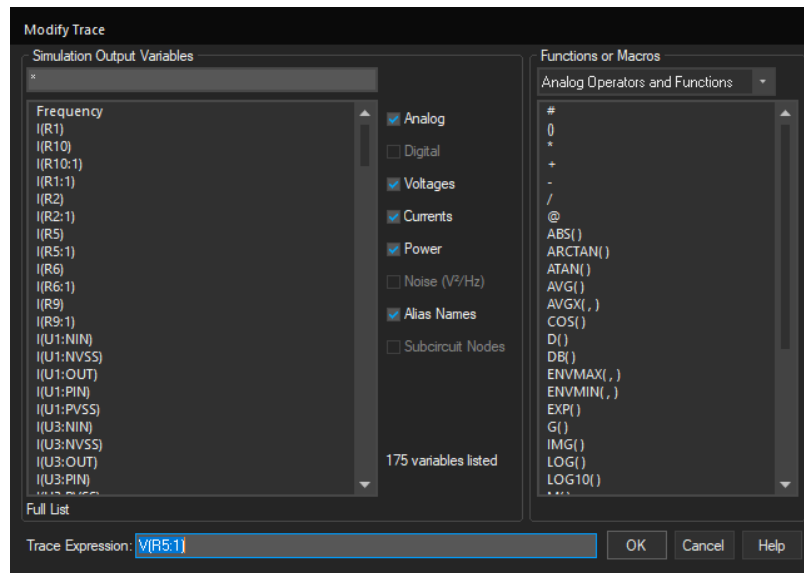 Modify Trace
Simulation Output Variables
*
Frequency
I(R1)
I(R10)
I(R10:1)
I(R1:1)
I(R2)
I(R2:1)
I(R5)
I(R5:1)
I(R6)
I(R6:1)
I(R9)
I(R9:1)
I(U1:NIN)
I(U1:NVSS)
I(U1:OUT)
I(U1:PIN)
I(U1:PVSS)
I(U3:NIN)
I(U3:NVSS)
I(U3:OUT)
I(U3:PIN)
Full List
Analog
Digital
Voltages
Currents
Power
Noise (V²/Hz)
Alias Names
Subcircuit Nodes
175 variables listed
Functions or Macros
Analog Operators and Functions
#
()
*
+
-
/
@
ABS( )
ARCTAN( )
ATAN( )
AVG( )
AVGX( , )
COS( )
D( )
DB( )
ENVMAX( , )
ENVMIN( , )
EXP( )
G( )
IMG( )
LOG( )
LOG10( )
Trace Expression: V(R5:1)
OK
Cancel
Help